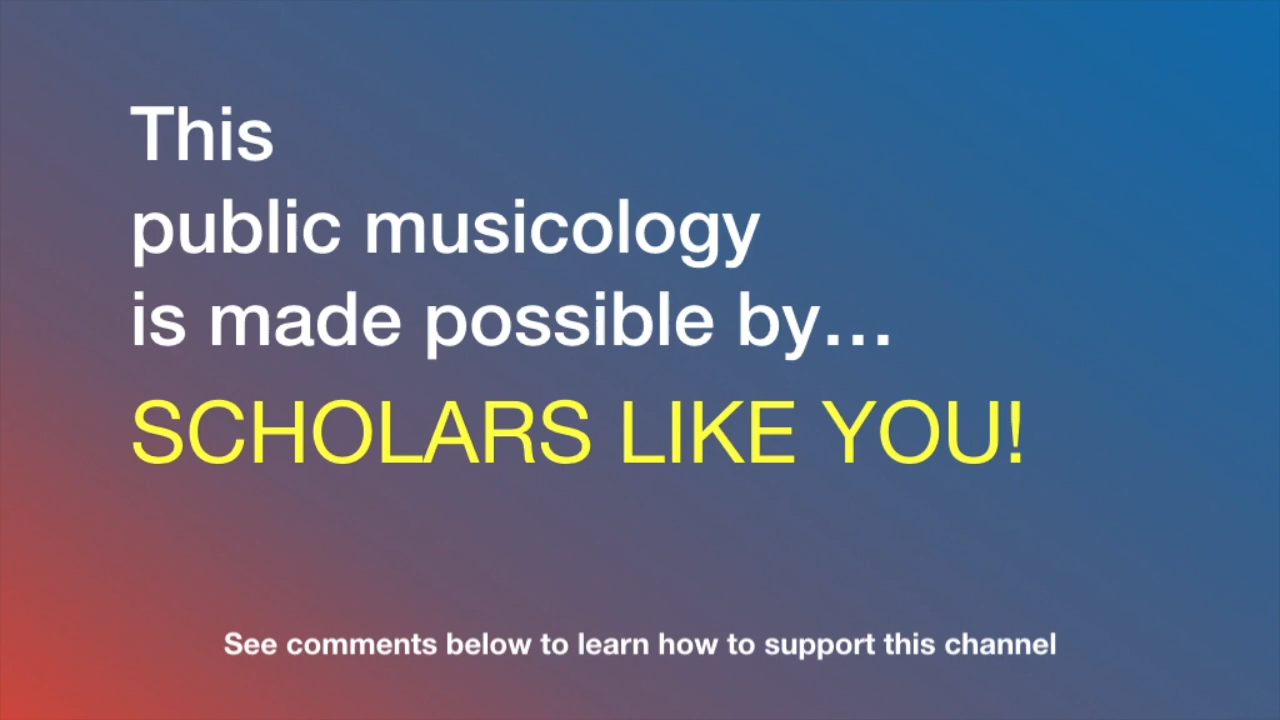 This
public musicology
is made possible by…
SCHOLARS LIKE YOU!
See comments below to learn how to support this channel